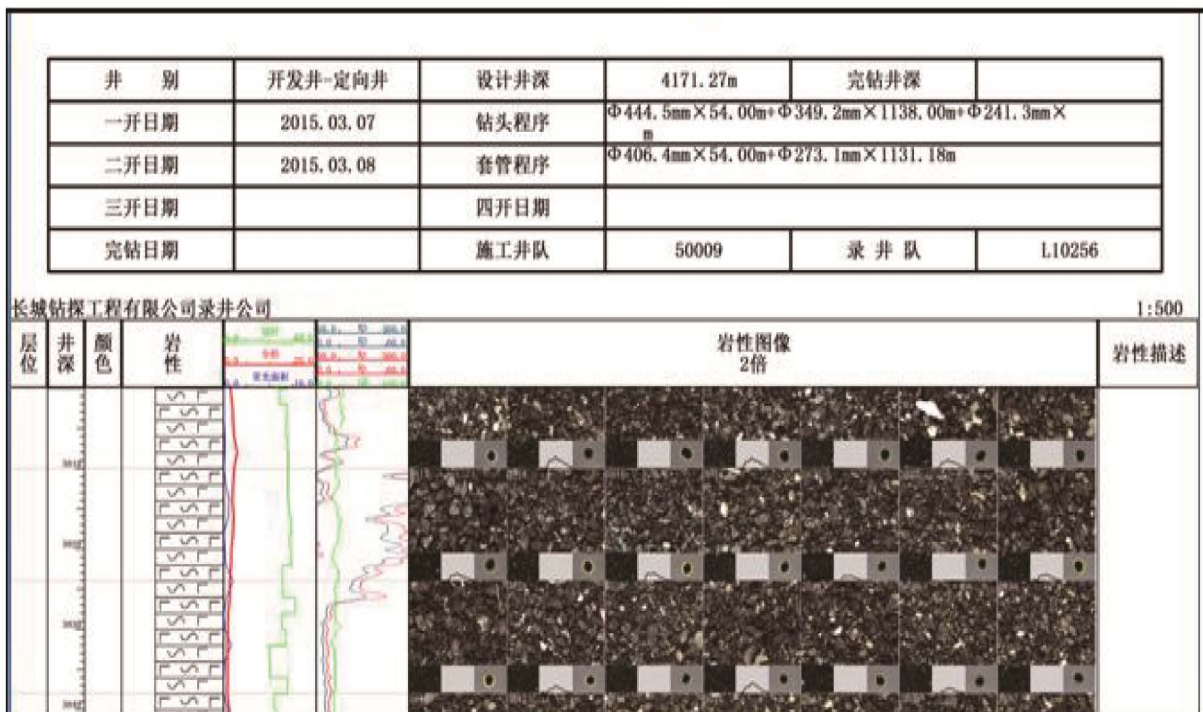 井 别 开发井-定向井 设计井深 4171.27m 完钻井深
一开日期 2015.03.07 钻头程序 Φ444.5mm×54.00m+Φ349.2mm×1138.00m+Φ241.3mm×
m
二开日期 2015.03.08 套管程序 Φ406.4mm×54.00m+Φ273.1mm×1131.18m
三开日期 四开日期
完钻日期 施工井队 50009 录 井 队 L10256
长城钻探工程有限公司录井公司 1:500
层位 井深 颜色 岩性 岩性图像 岩性描述
2倍